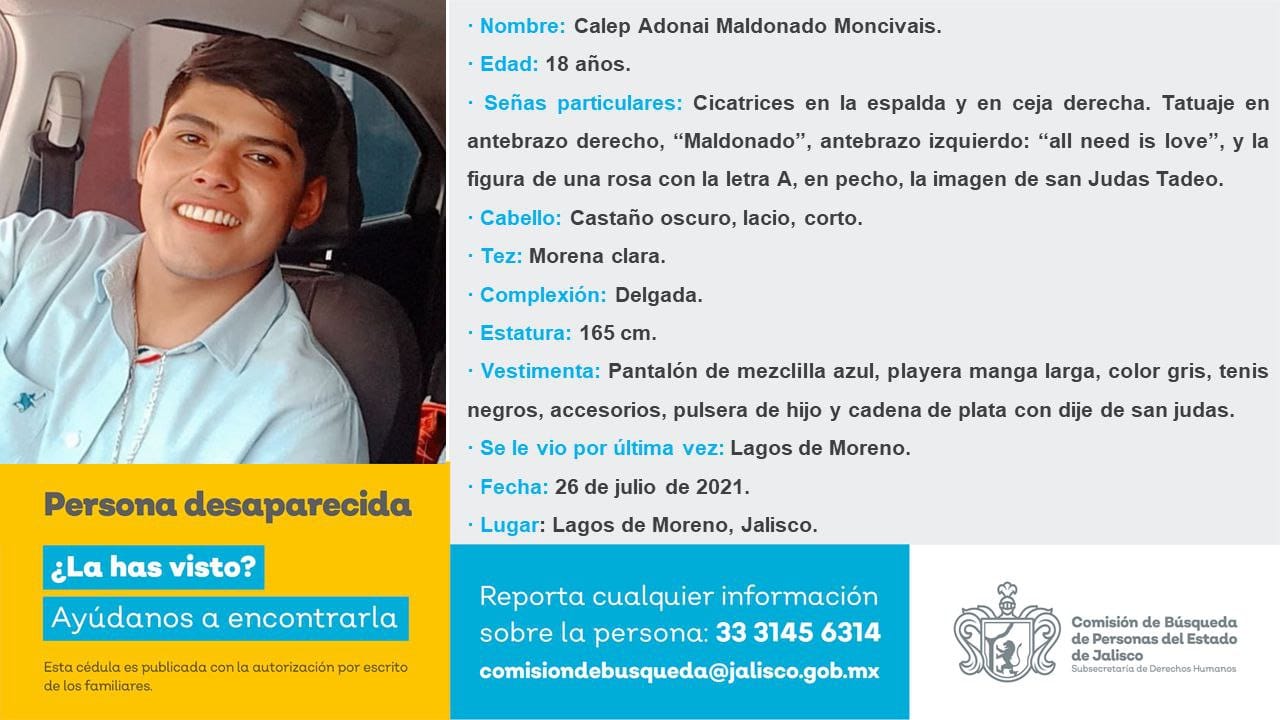 · Nombre: Calep Adonai Maldonado Moncivais.
· Edad: 18 años.
· Señas particulares: Cicatrices en la espalda y en ceja derecha. Tatuaje en
antebrazo derecho, “Maldonado”, antebrazo izquierdo: “all need is love”, y la
figura de una rosa con la letra A, en pecho, la imagen de san Judas Tadeo.
· Cabello: Castaño oscuro, lacio, corto.
· Tez: Morena clara.
· Complexión: Delgada.
· Estatura: 165 cm.
· Vestimenta: Pantalón de mezclilla azul, playera manga larga, color gris, tenis
negros, accesorios, pulsera de hijo y cadena de plata con dije de san judas.
· Se le vio por última vez: Lagos de Moreno.
· Fecha: 26 de julio de 2021.
· Lugar: Lagos de Moreno, Jalisco.
Persona desaparecida
¿La has visto?
Ayúdanos a encontrarla
Esta cédula es publicada con la autorización por escrito
de los familiares.
Reporta cualquier información
sobre la persona: 33 3145 6314
comisiondebusqueda@jalisco.gob.mx
Comisión de Búsqueda
de Personas del Estado
de Jalisco
Subsecretaría de Derechos Humanos